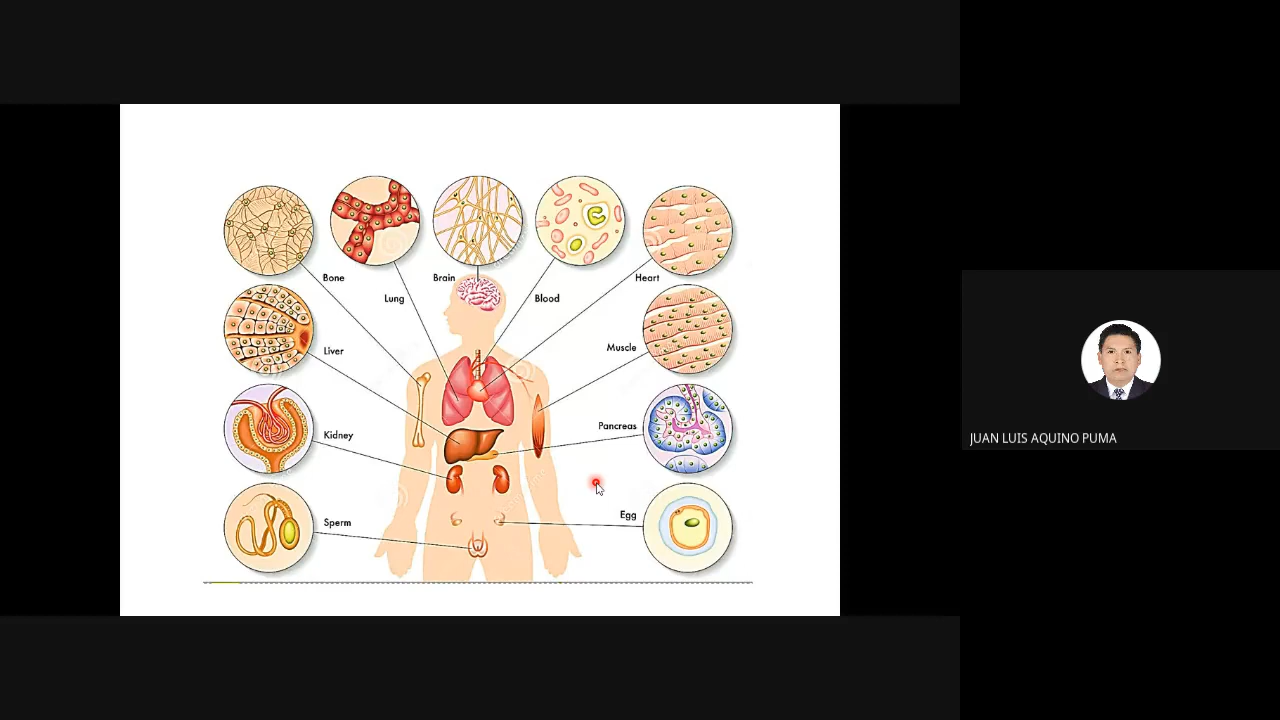 Bone
Brain
Heart
Lung
Blood
Liver
Muscle
Kidney
Pancreas
Sperm
Egg
JUAN LUIS AQUINO PUMA